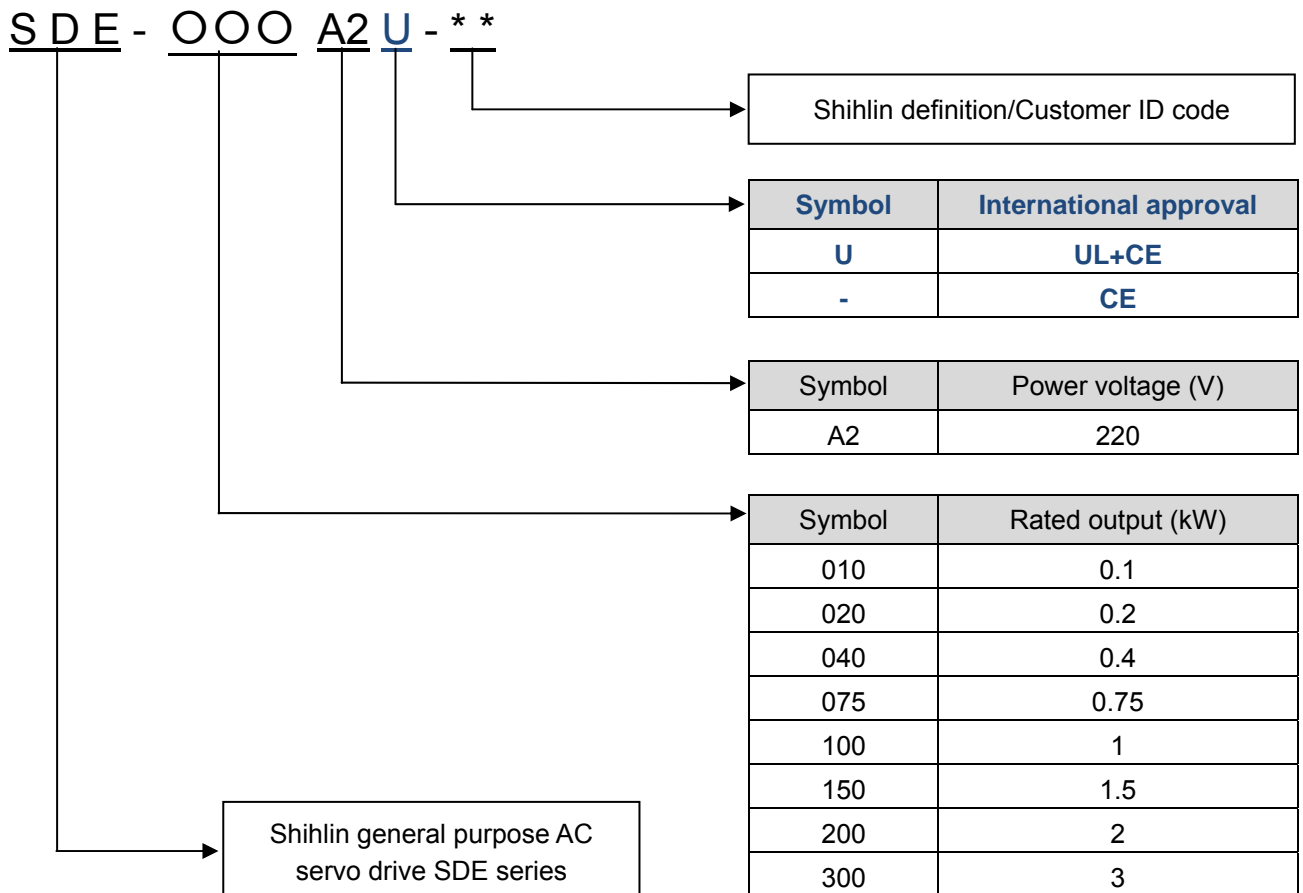 S D E - OOO A2 U - * *
Shihlin definition/Customer ID code
Symbol International approval
U UL+CE
- CE
Symbol Power voltage (V)
A2 220
Symbol Rated output (kW)
010 0.1
020 0.2
040 0.4
075 0.75
100 1
150 1.5
200 2
300 3
Shihlin general purpose AC
servo drive SDE series